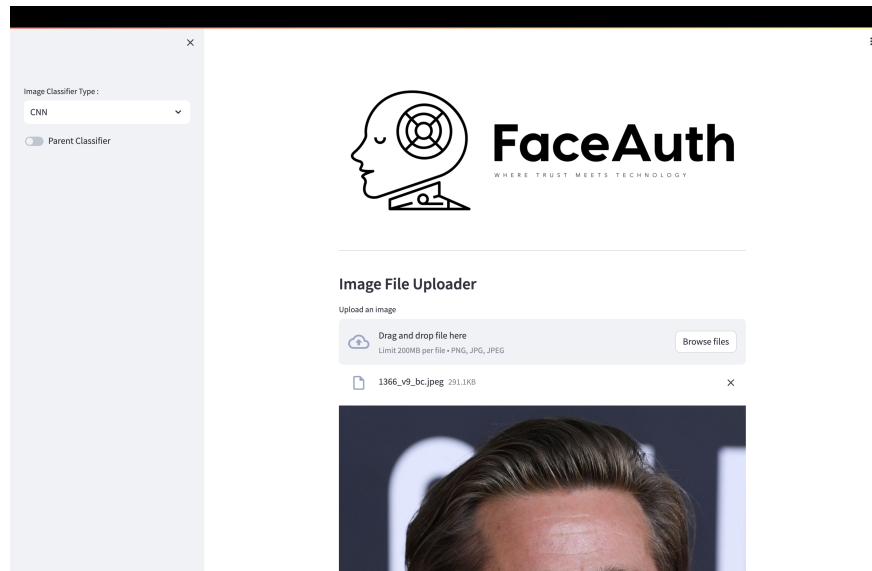 Image Classifier Type :
CNN
Parent Classifier
FaceAuth
WHERE TRUST MEETS TECHNOLOGY
Image File Uploader
Upload an image
Drag and drop file here
Limit 200MB per file • PNG, JPG, JPEG
Browse files
1366_v9_bc.jpeg 291.1KB